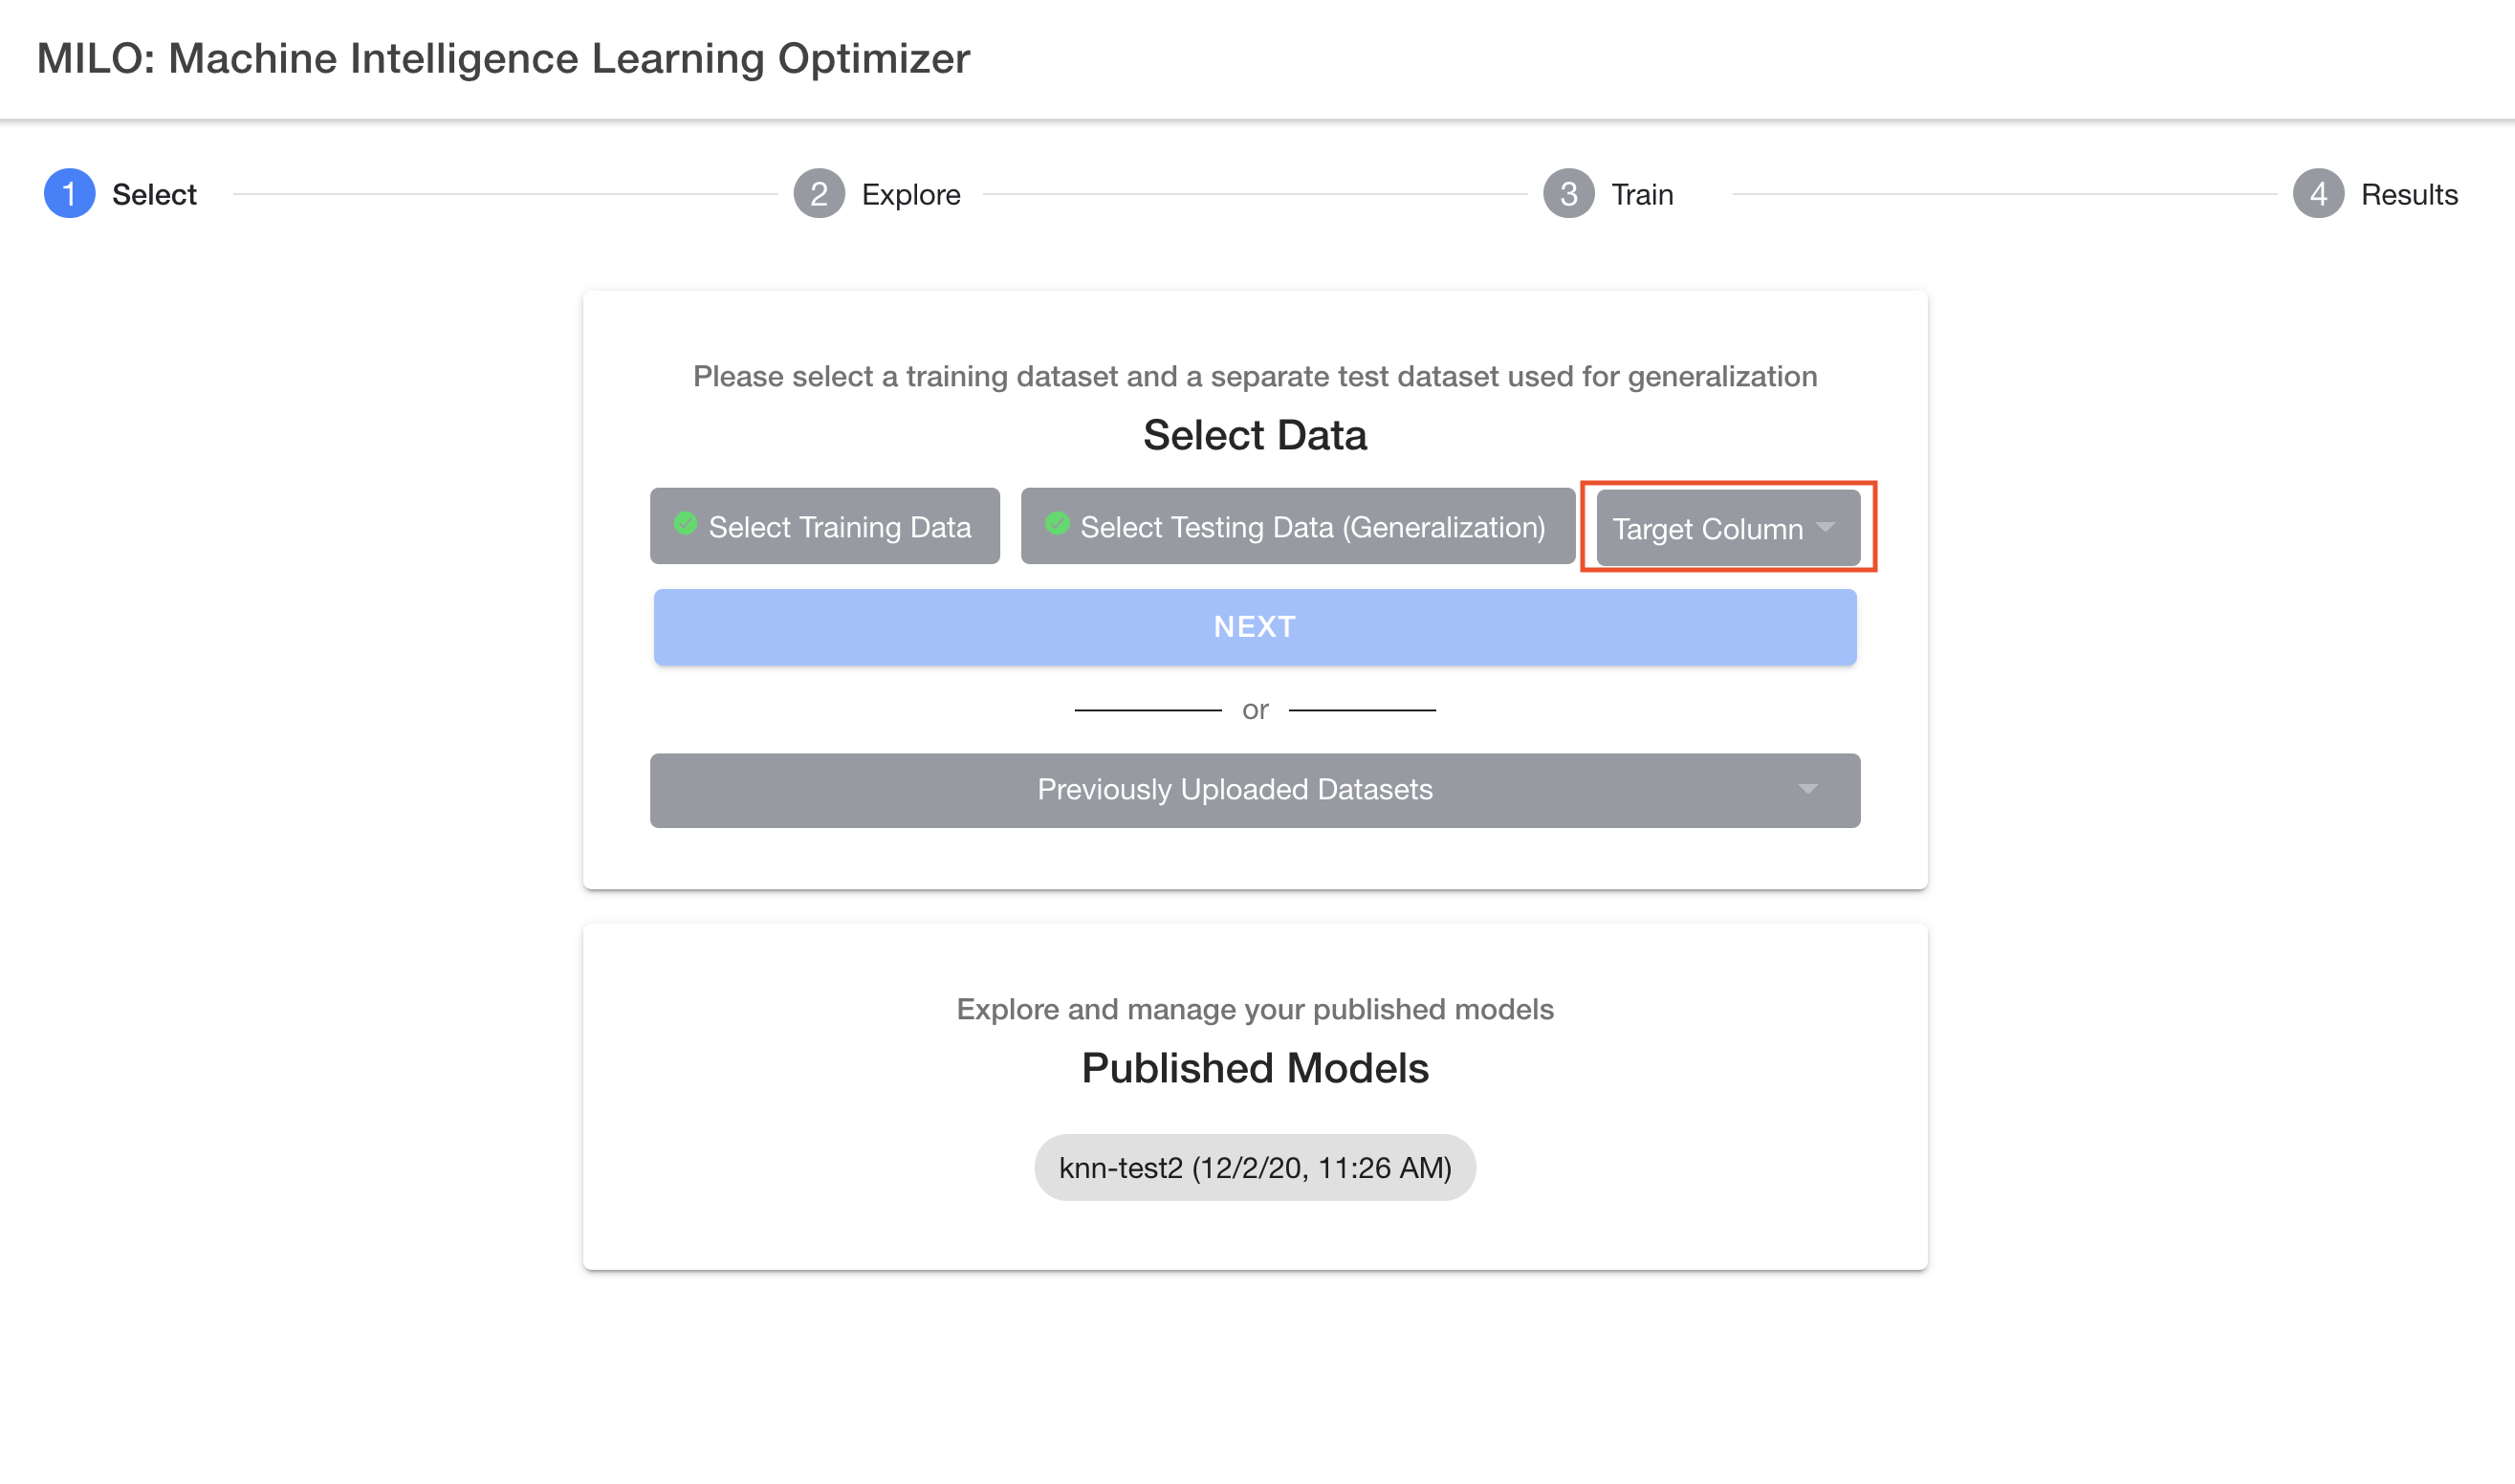 MILO: Machine Intelligence Learning Optimizer
1 Select 2 Explore 3 Train 4 Results
Please select a training dataset and a separate test dataset used for generalization
Select Data
Select Training Data Select Testing Data (Generalization) Target Column
NEXT
or
Previously Uploaded Datasets
Explore and manage your published models
Published Models
knn-test2 (12/2/20, 11:26 AM)